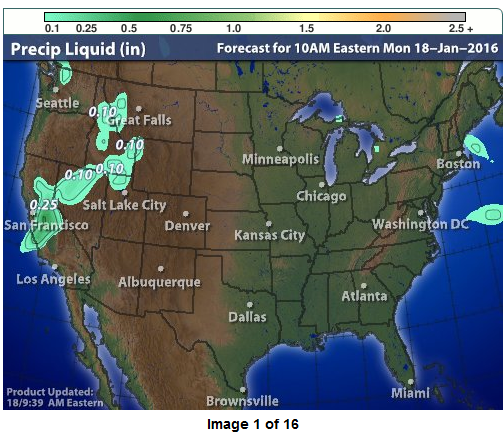 0.1 0.25 0.5 0.75 1.0 1.5 2.0 2.5 +
Precip Liquid (in) Forecast for 10AM Eastern Mon 18-Jan-2016
Seattle
0.10
Great Falls
0.10
Minneapolis
Boston
0.10 0.10
Chicago
0.25
Salt Lake City
San Francisco
Denver
Kansas City
Washington DC
Los Angeles
Albuquerque
Atlanta
Dallas
Product Updated:
18/9:39 AM Eastern
Brownsville
Miami
Image 1 of 16